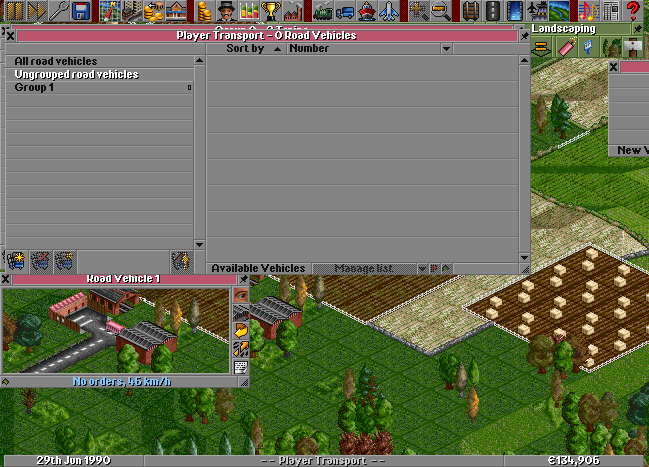 Landscaping
Player Transport - 0 Road Vehicles
Sort by
Number
All road vehicles
Ungrouped road vehicles
Group 1
0
New V
Available Vehicles
Manage list
Road Vehicle 1
No orders, 46 km/h
29th Jun 1990
-- Player Transport --
€134,906